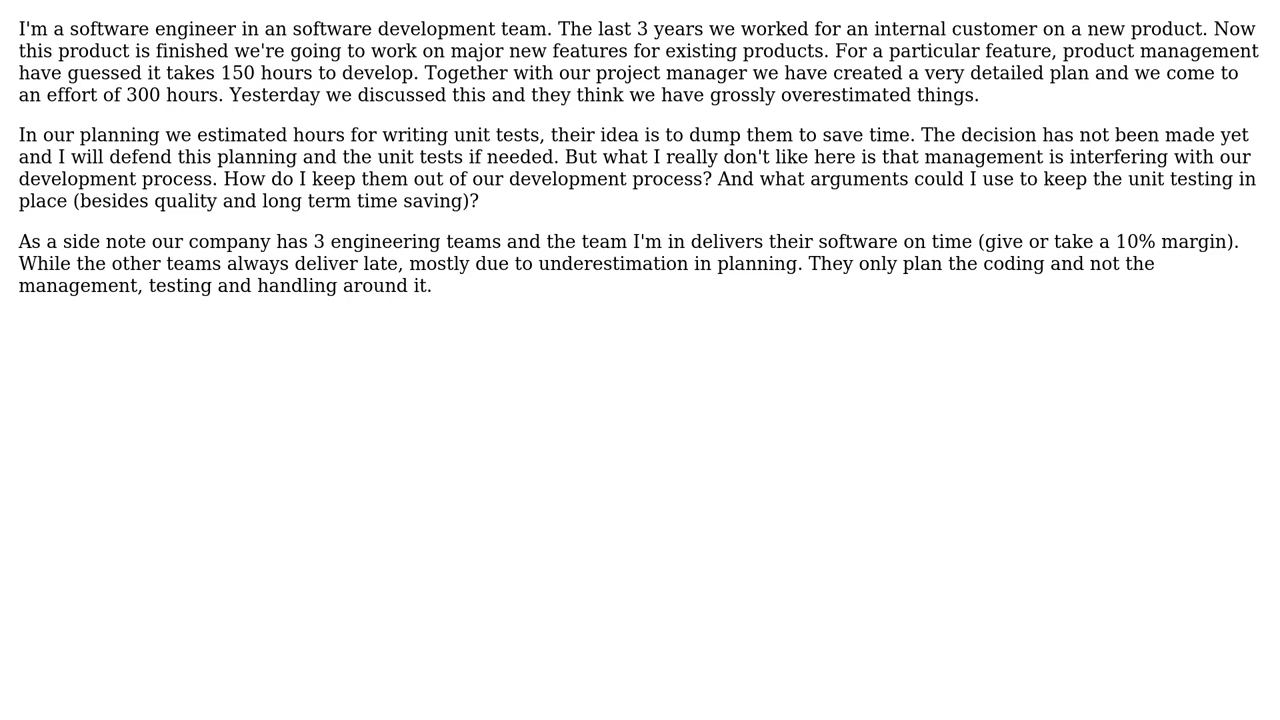 I'm a software engineer in an software development team. The last 3 years we worked for an internal customer on a new product. Now
this product is finished we're going to work on major new features for existing products. For a particular feature, product management
have guessed it takes 150 hours to develop. Together with our project manager we have created a very detailed plan and we come to
an effort of 300 hours. Yesterday we discussed this and they think we have grossly overestimated things.
In our planning we estimated hours for writing unit tests, their idea is to dump them to save time. The decision has not been made yet
and I will defend this planning and the unit tests if needed. But what I really don't like here is that management is interfering with our
development process. How do I keep them out of our development process? And what arguments could I use to keep the unit testing in
place (besides quality and long term time saving)?
As a side note our company has 3 engineering teams and the team I'm in delivers their software on time (give or take a 10% margin).
While the other teams always deliver late, mostly due to underestimation in planning. They only plan the coding and not the
management, testing and handling around it.